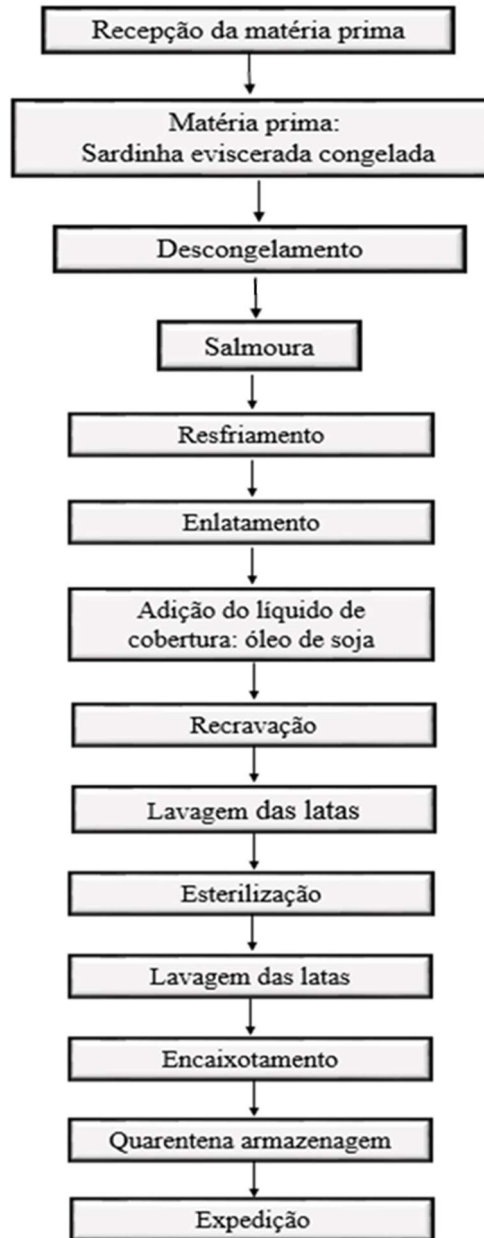 Recepção da matéria prima
Matéria prima:
Sardinha eviscerada congelada
Descongelamento
Salmoura
Resfriamento
Enlatamento
Adição do líquido de
cobertura: óleo de soja
Recravação
Lavagem das latas
Esterilização
Lavagem das latas
Encaixotamento
Quarentena armazenagem
Expedição